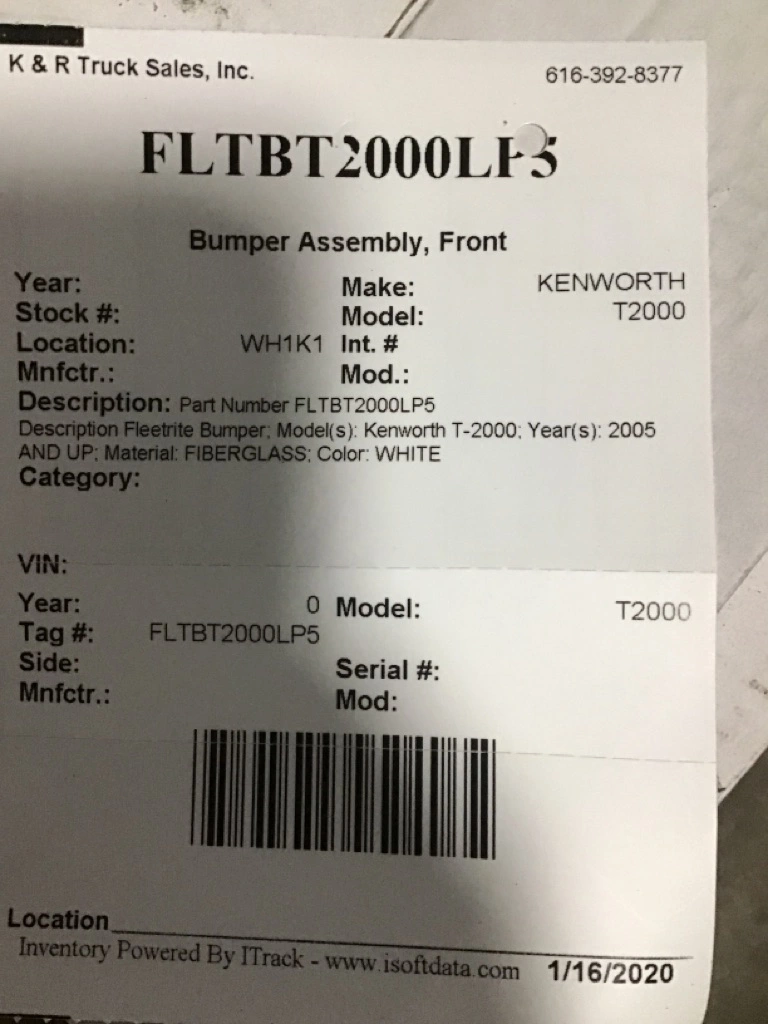 K & R Truck Sales, Inc. 616-392-8377
FLTBT2000LP5
Bumper Assembly, Front
Year: Make: KENWORTH
Stock #: Model: T2000
Location: WH1K1 Int. #
Mnfctr.: Mod.:
Description: Part Number FLTBT2000LP5
Description Fleetrite Bumper; Model(s): Kenworth T-2000; Year(s): 2005
AND UP; Material: FIBERGLASS; Color: WHITE
Category:
VIN:
Year: 0 Model: T2000
Tag #: FLTBT2000LP5
Side: Serial #:
Mnfctr.: Mod:
Location
Inventory Powered By ITrack - www.isoftdata.com 1/16/2020